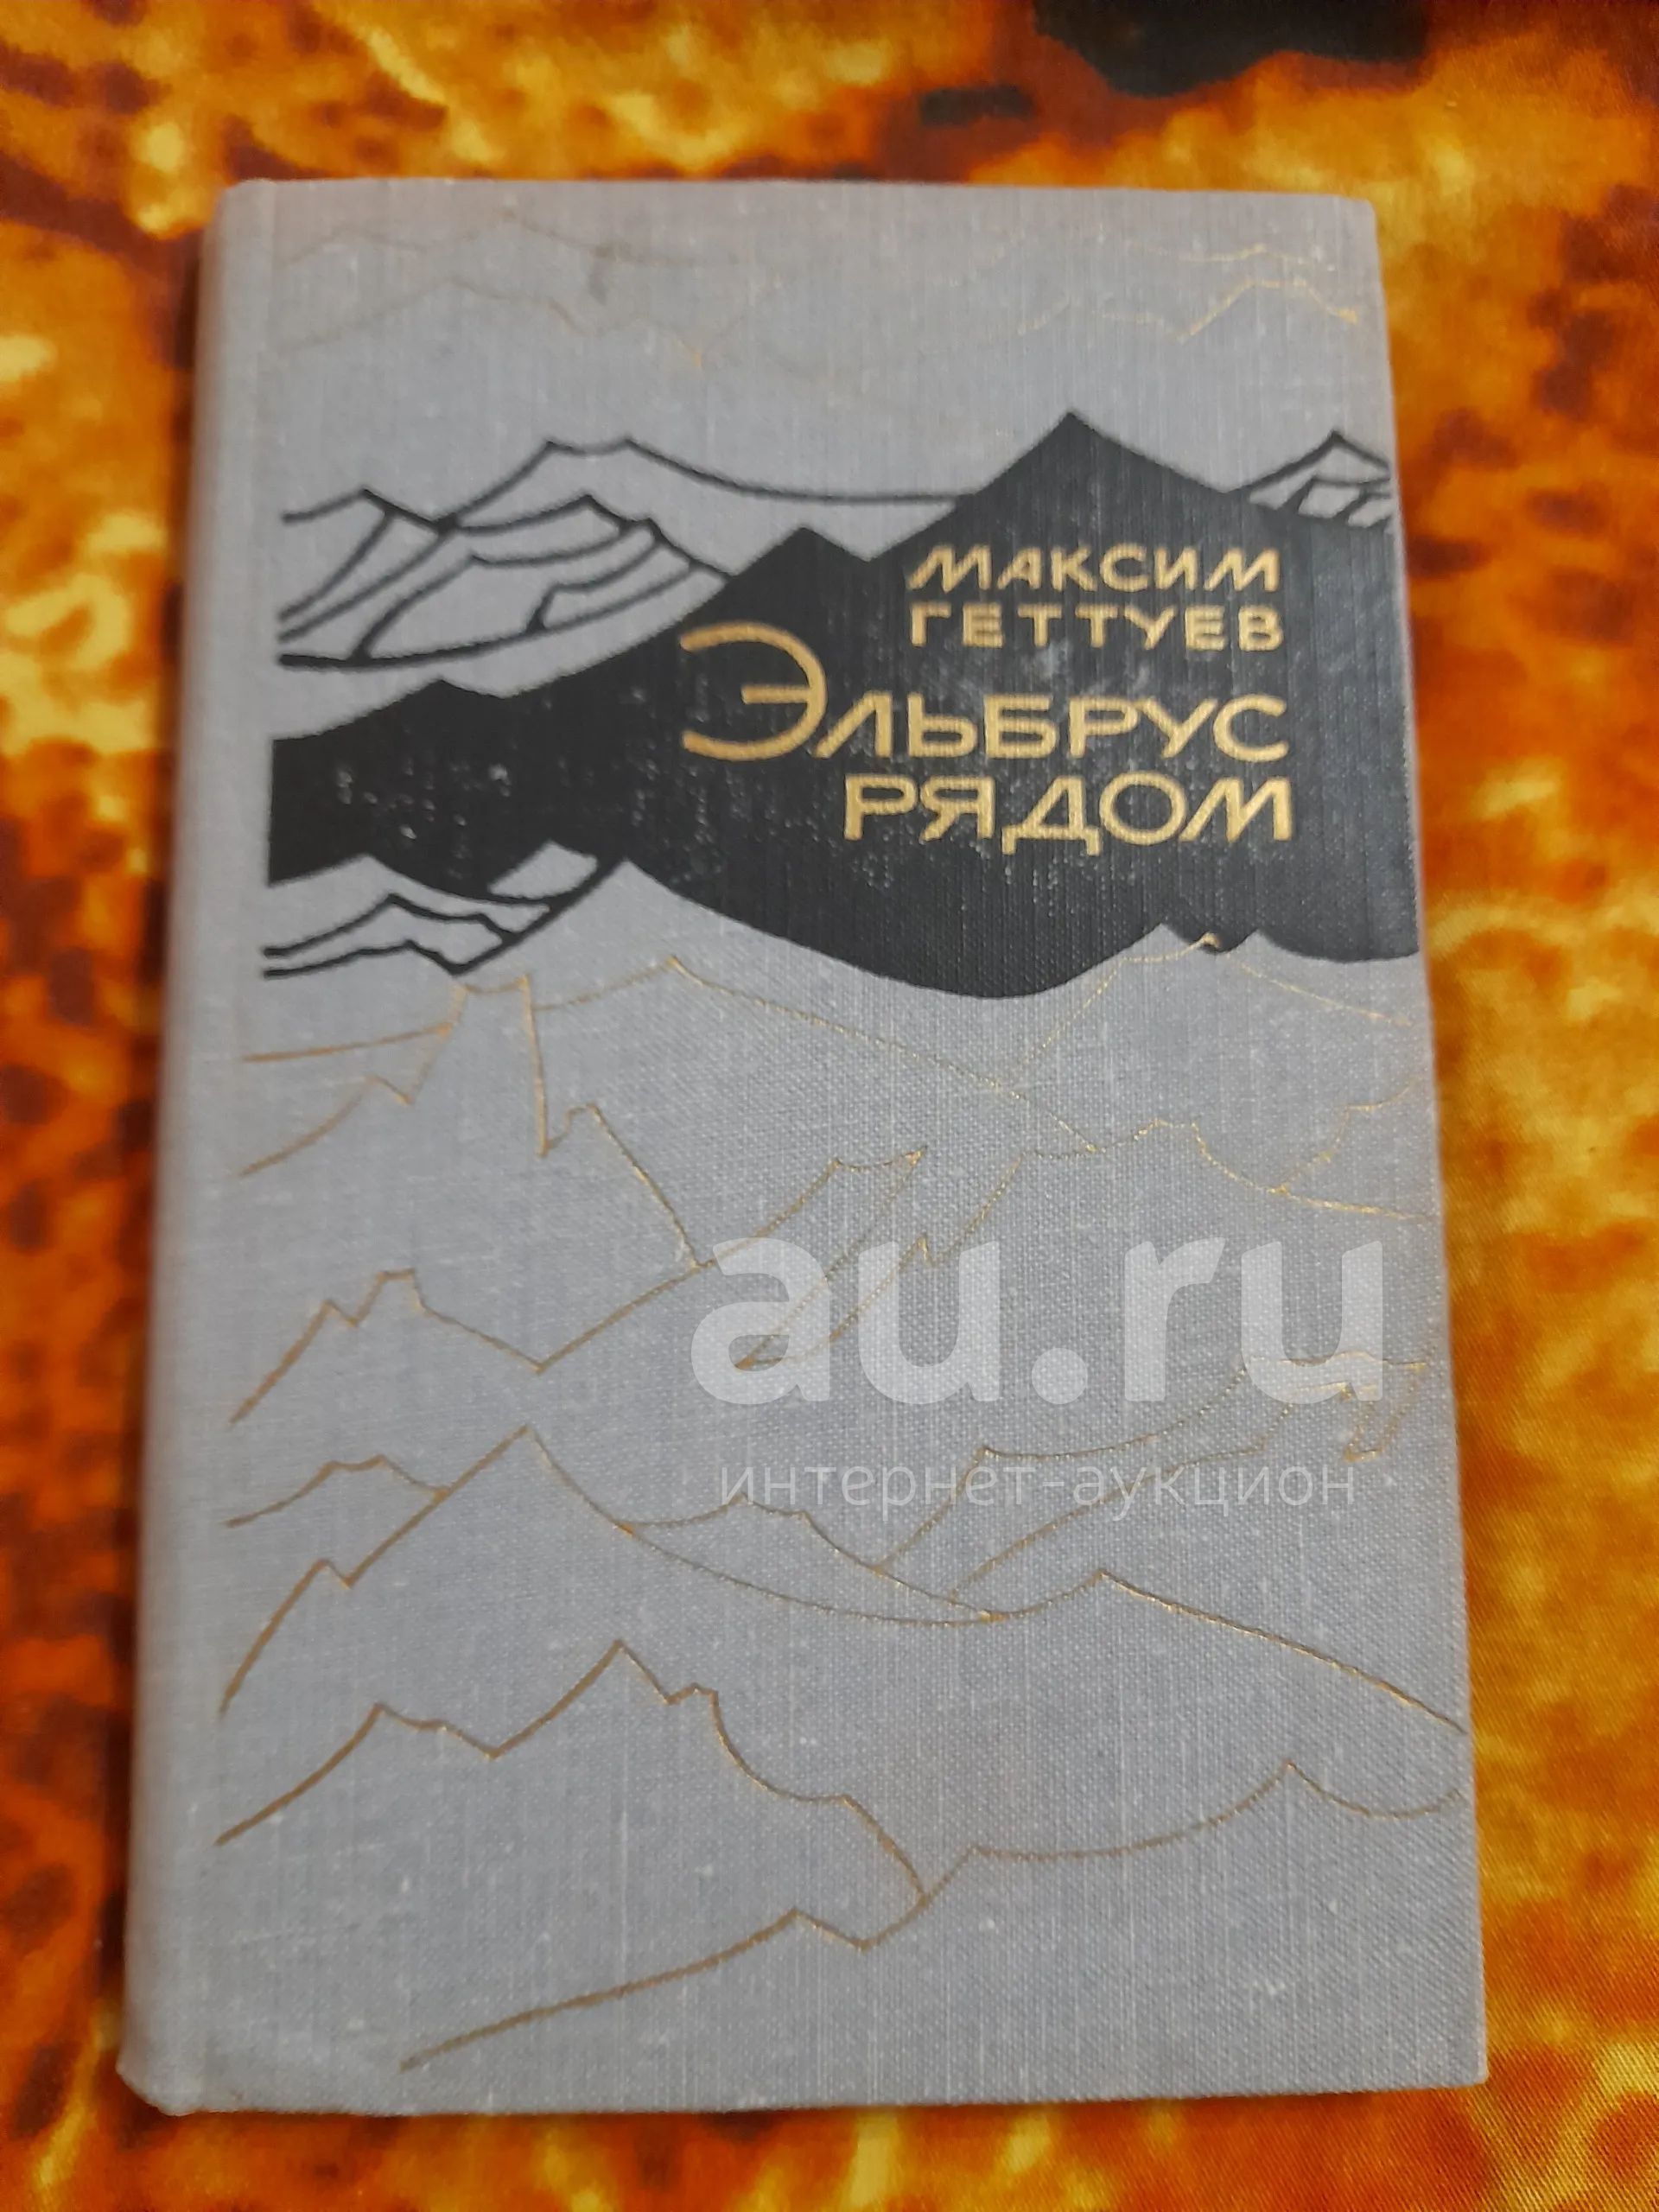 МАКСИМ
ГЕТТУЕВ
ЭЛЬБРУС
РЯДОМ
au.ru
интернет-аукцион